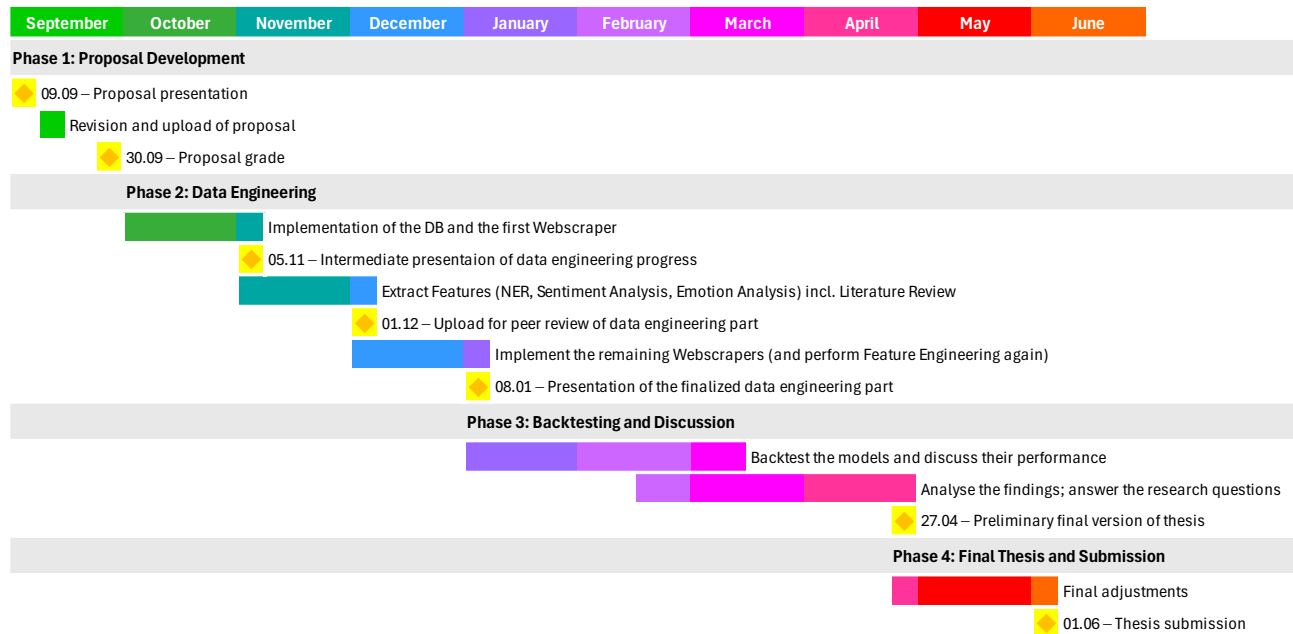 September October November December January February March April May June
Phase 1: Proposal Development
09.09 – Proposal presentation
Revision and upload of proposal
30.09 – Proposal grade
Phase 2: Data Engineering
Implementation of the DB and the first Webscraper
05.11 – Intermediate presentaion of data engineering progress
Extract Features (NER, Sentiment Analysis, Emotion Analysis) incl. Literature Review
01.12 – Upload for peer review of data engineering part
Implement the remaining Webscrapers (and perform Feature Engineering again)
08.01 – Presentation of the finalized data engineering part
Phase 3: Backtesting and Discussion
Backtest the models and discuss their performance
Analyse the findings; answer the research questions
27.04 – Preliminary final version of thesis
Phase 4: Final Thesis and Submission
Final adjustments
01.06 – Thesis submission